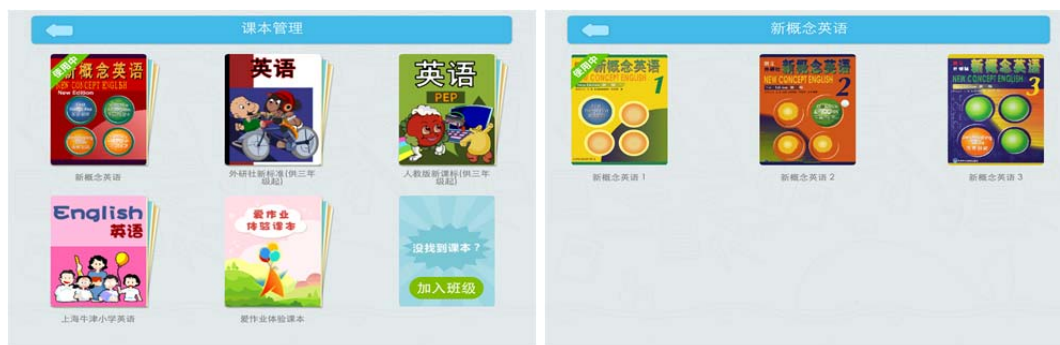 课本管理
使用中
新概念英语
NEW CONCEPT ENGLISH
New Edition
新概念英语
英语
外研社新标准(供三年
级起)
英语
PEP
人教版新课标(供三年
级起)
English
英语
上海牛津小学英语
爱作业
体验课本
爱作业体验课本
没找到课本？
加入班级
新概念英语
使用中
新概念英语
NEW CONCEPT ENGLISH
1
新概念英语 1
新概念英语
NEW CONCEPT ENGLISH
2
新概念英语 2
新概念英语
NEW CONCEPT ENGLISH
3
新概念英语 3